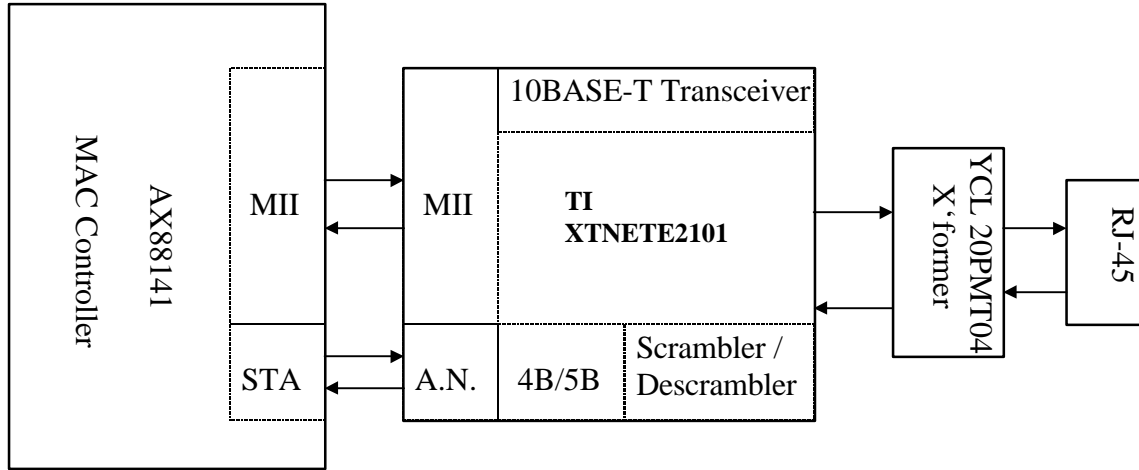 AX88141
MAC Controller
MII
STA
MII
A.N.
10BASE-T Transceiver
TI
XTNETE2101
4B/5B
Scrambler /
Descrambler
YCL 20PMT04
X‘former
RJ-45